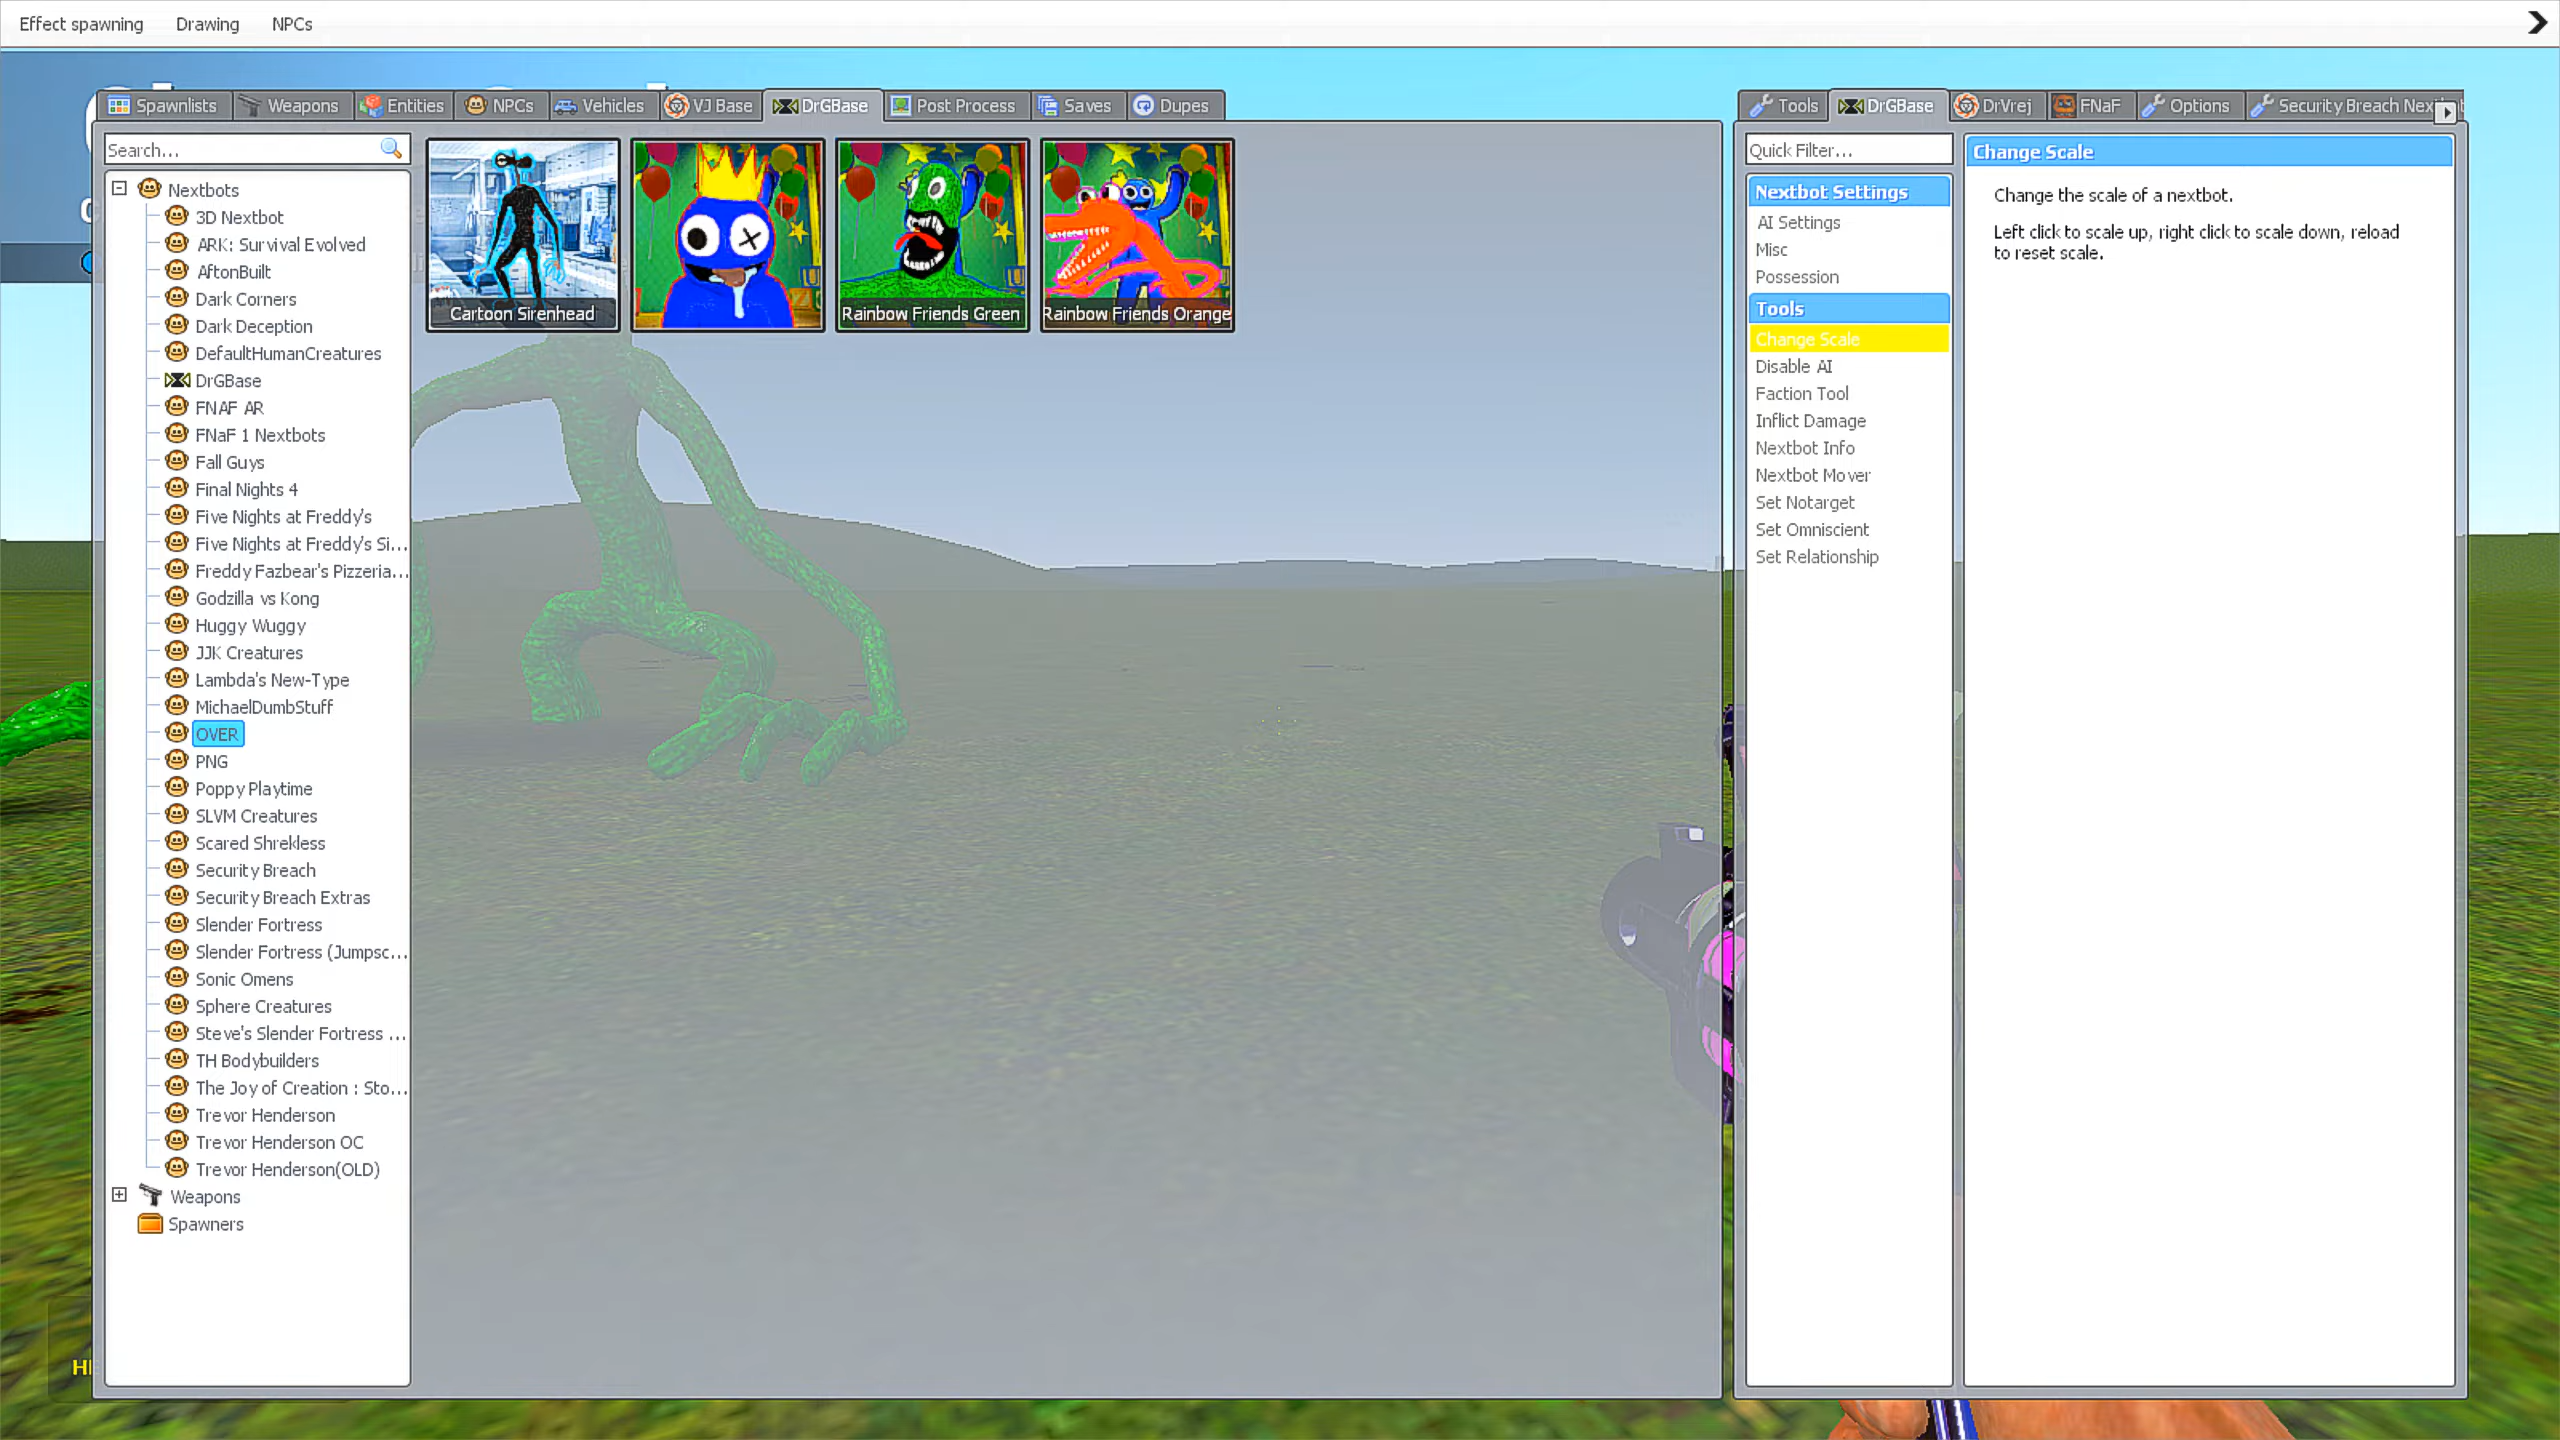 Effect spawning Drawing NPCs
Spawnlists Weapons Entities NPCs Vehicles VJ Base DrGBase Post Process Saves Dupes
Search...
Nextbots
3D Nextbot
ARK: Survival Evolved
AftonBuilt
Dark Corners
Dark Deception
DefaultHumanCreatures
DrGBase
FNAF AR
FNaF 1 Nextbots
Fall Guys
Final Nights 4
Five Nights at Freddy's
Five Nights at Freddy's Si...
Freddy Fazbear's Pizzeria...
Godzilla vs Kong
Huggy Wuggy
JJK Creatures
Lambda's New-Type
MichaelDumbStuff
OVER
PNG
Poppy Playtime
SLVM Creatures
Scared Shrekless
Security Breach
Security Breach Extras
Slender Fortress
Slender Fortress (Jumpsc...
Sonic Omens
Sphere Creatures
Steve's Slender Fortress ...
TH Bodybuilders
The Joy of Creation : Sto...
Trevor Henderson
Trevor Henderson OC
Trevor Henderson(OLD)
Weapons
Spawners
Cartoon Sirenhead
Rainbow Friends Green
Rainbow Friends Orange
Tools DrGBase DrVrej FNaF Options Security Breach
Quick Filter...
Nextbot Settings
AI Settings
Misc
Possession
Tools
Change Scale
Disable AI
Faction Tool
Inflict Damage
Nextbot Info
Nextbot Mover
Set Notarget
Set Omniscient
Set Relationship
Change Scale
Change the scale of a nextbot.
Left click to scale up, right click to scale down, reload
to reset scale.